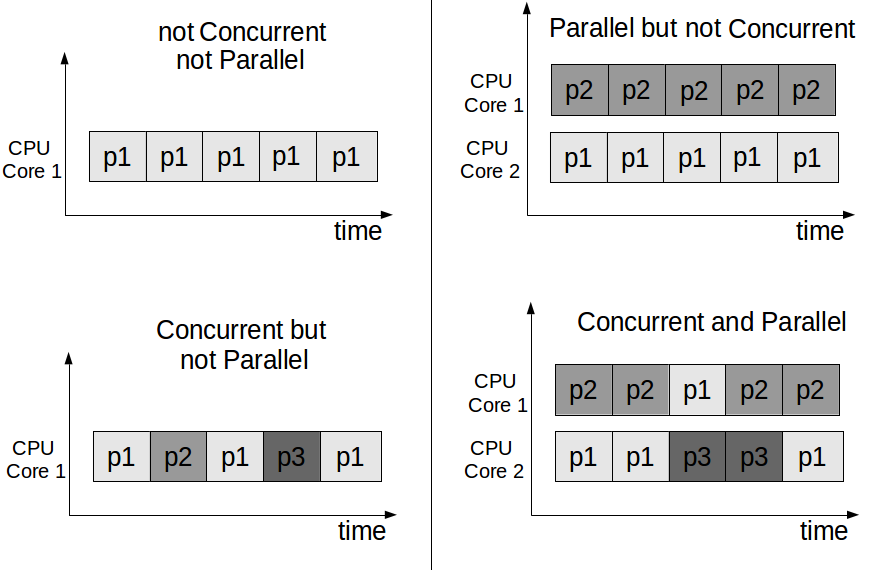 not Concurrent
not Parallel
CPU
Core 1
p1 p1 p1 p1 p1
time
Parallel but not Concurrent
CPU
Core 1
p2 p2 p2 p2 p2
CPU
Core 2
p1 p1 p1 p1 p1
time
Concurrent but
not Parallel
CPU
Core 1
p1 p2 p1 p3 p1
time
Concurrent and Parallel
CPU
Core 1
p2 p2 p1 p2 p2
CPU
Core 2
p1 p1 p3 p3 p1
time